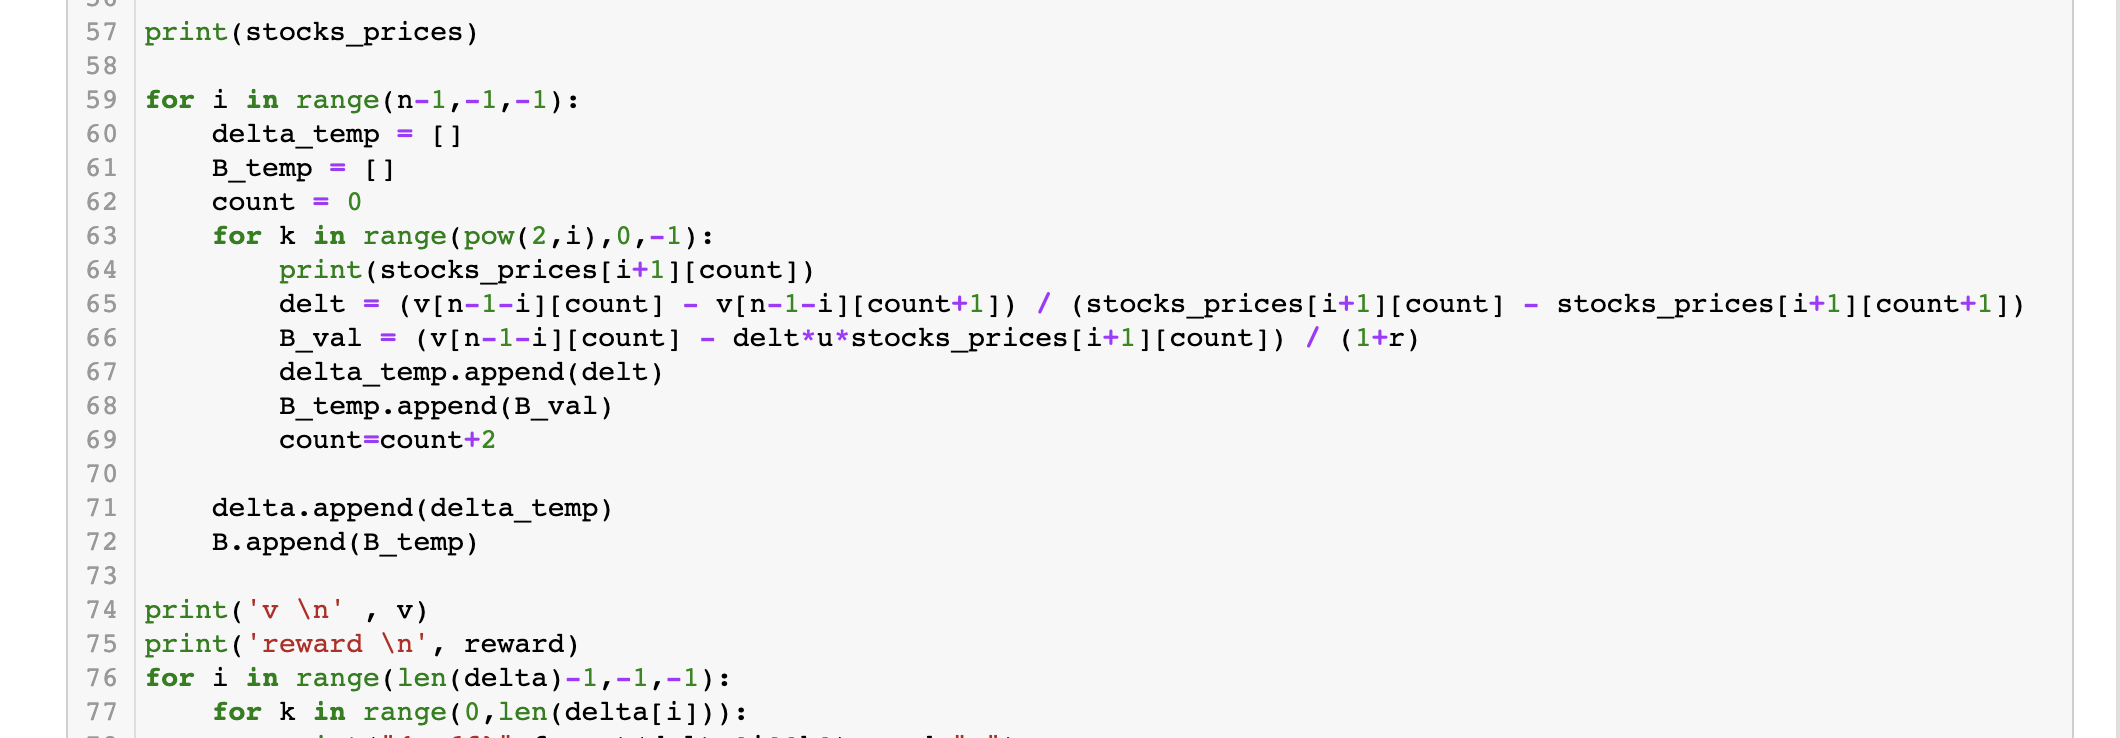 57 print(stocks_prices)
58
59 for i in range(n-1,-1,-1):
60     delta_temp = []
61     B_temp = []
62     count = 0
63     for k in range(pow(2,i),0,-1):
64         print(stocks_prices[i+1][count])
65         delt = (v[n-1-i][count] - v[n-1-i][count+1]) / (stocks_prices[i+1][count] - stocks_prices[i+1][count+1])
66         B_val = (v[n-1-i][count] - delt*u*stocks_prices[i+1][count]) / (1+r)
67         delta_temp.append(delt)
68         B_temp.append(B_val)
69         count=count+2
70
71     delta.append(delta_temp)
72     B.append(B_temp)
73
74 print('v \n' , v)
75 print('reward \n', reward)
76 for i in range(len(delta)-1,-1,-1):
77     for k in range(0,len(delta[i])):